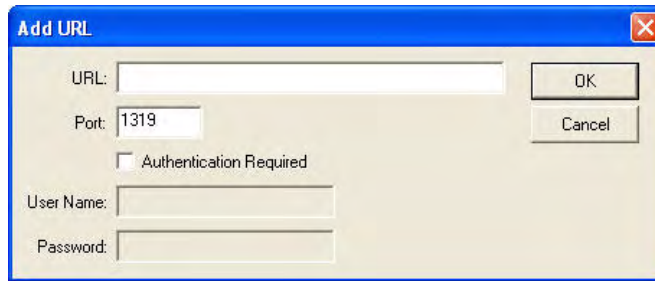 Add URL
URL:
OK
Port: 1319
Cancel
Authentication Required
User Name:
Password: